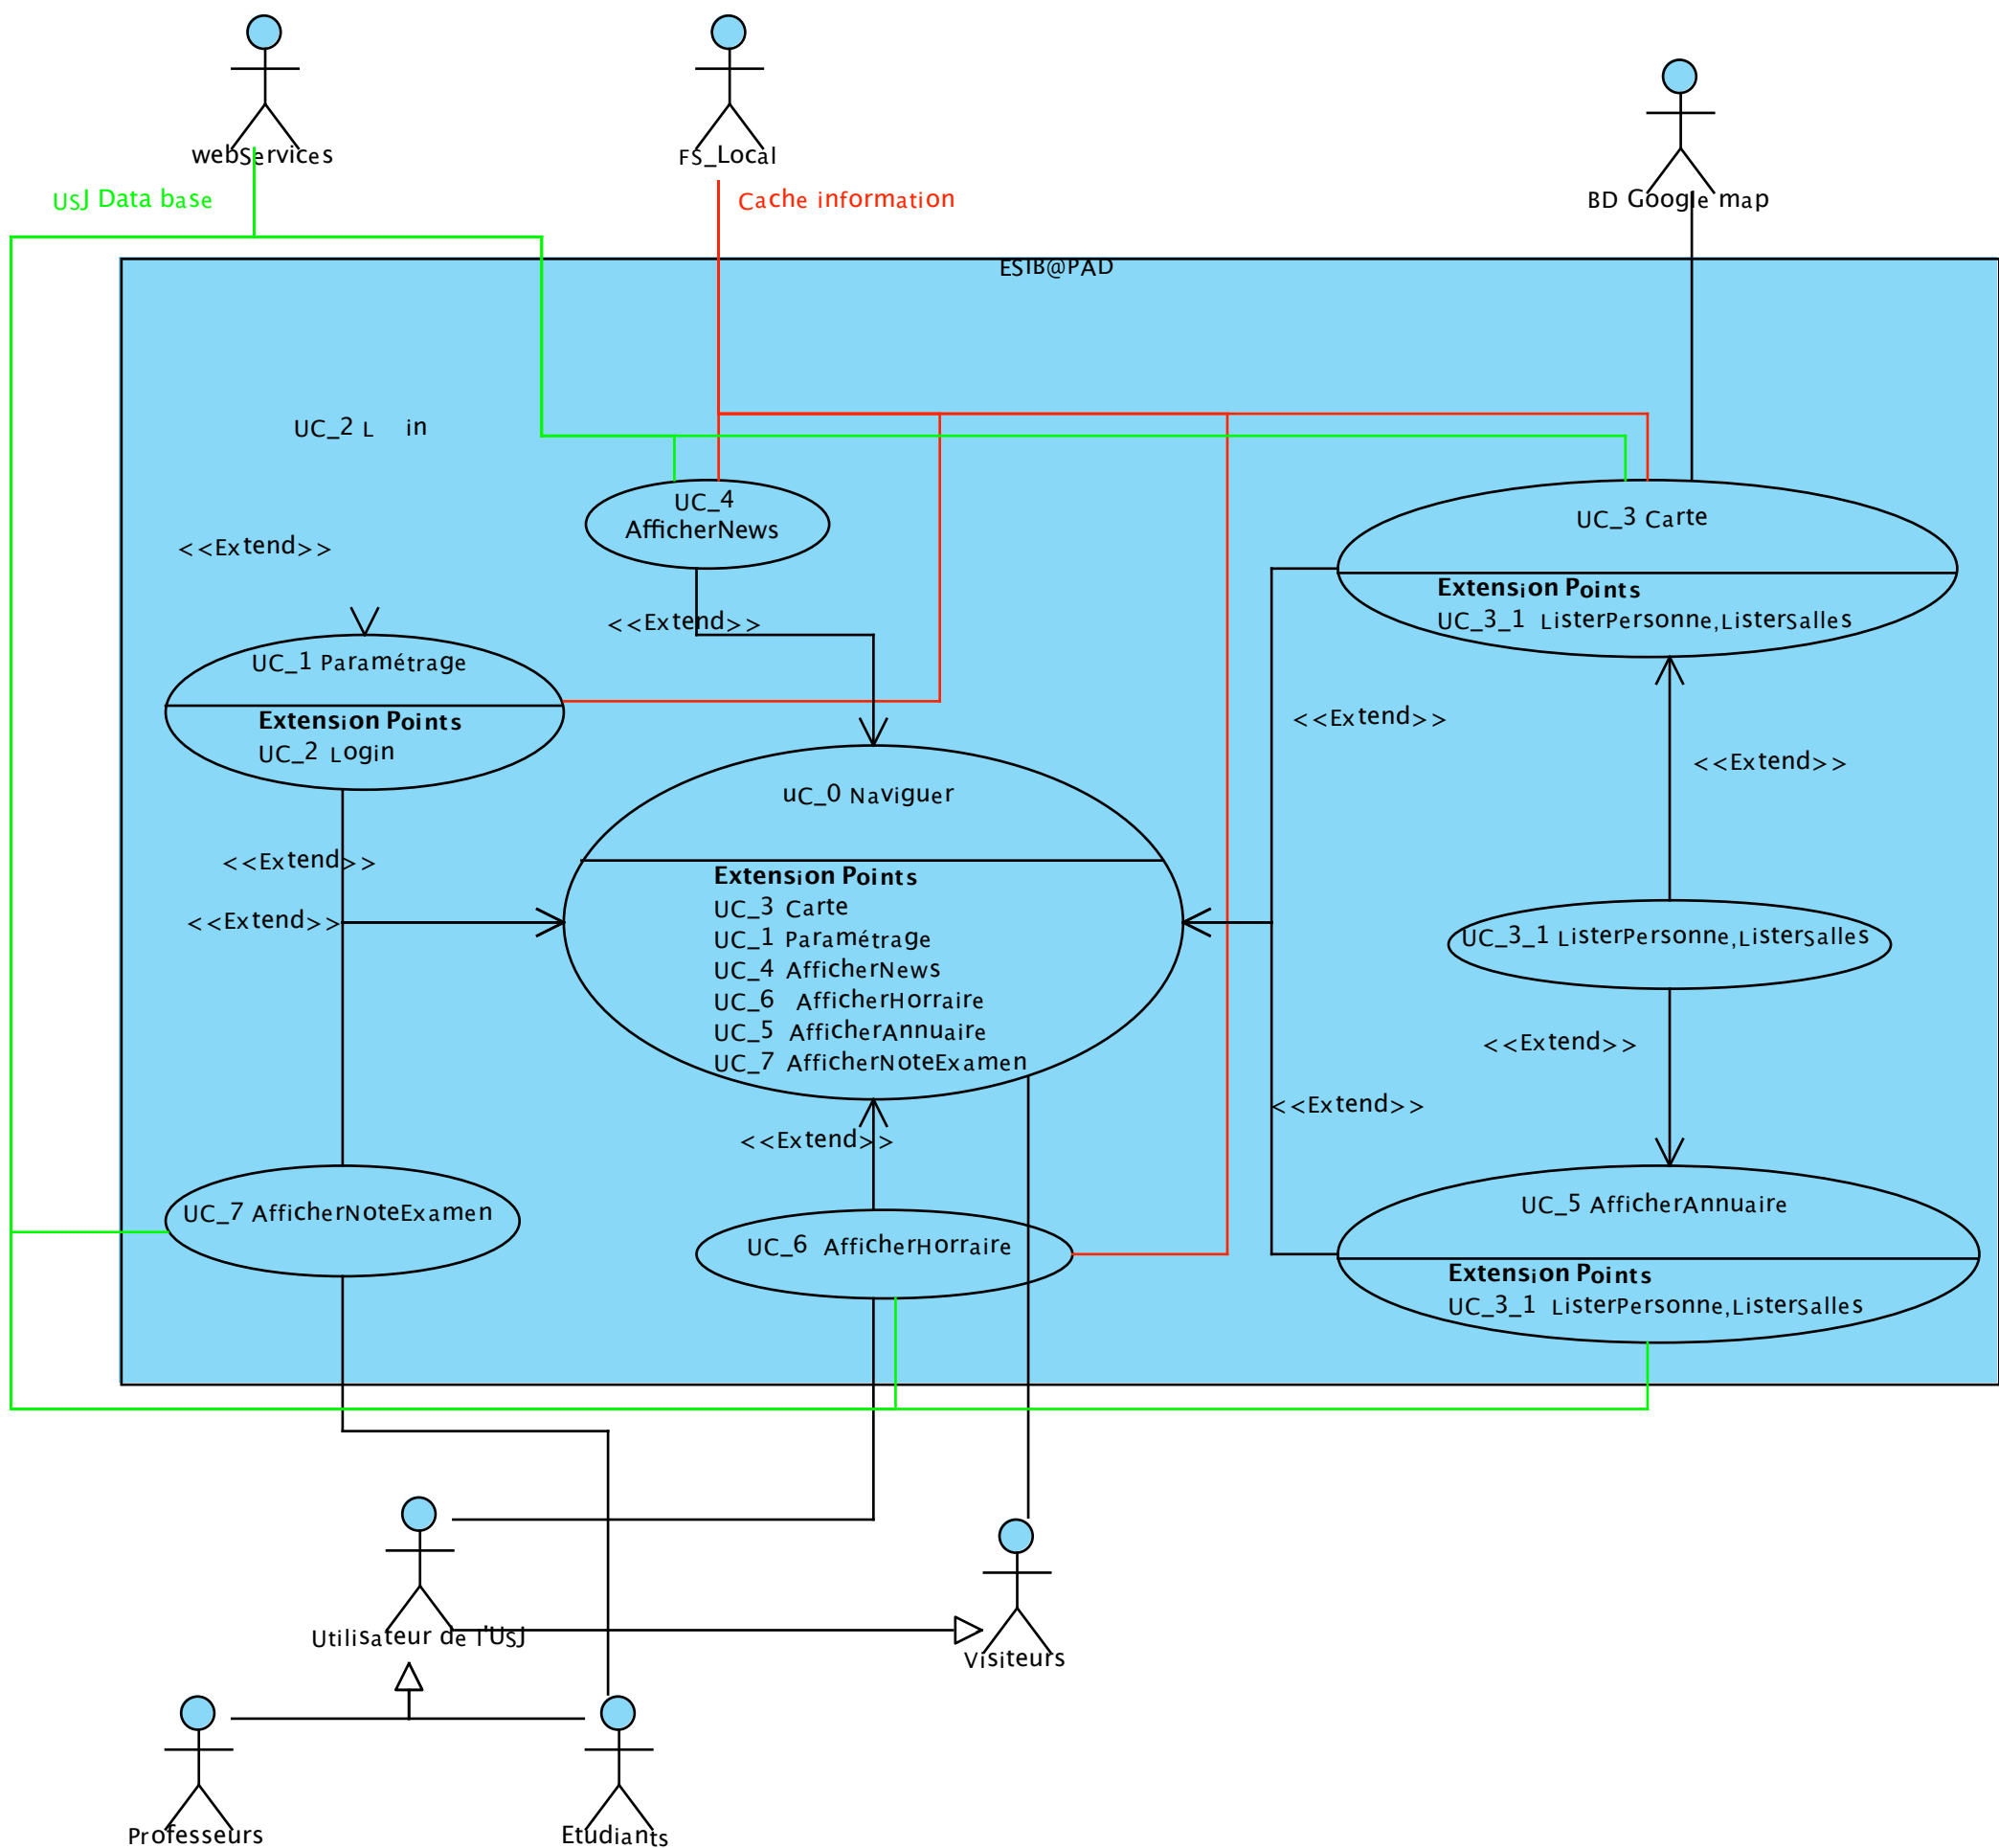 webServices
FS_Local
BD Google map
USJ Data base
Cache information
ESIB@PAD
UC_2 L in
UC_4
AfficherNews
UC_3 Carte
<<Extend>>
Extension Points
UC_3_1 ListerPersonne,ListerSalles
<<Extend>>
UC_1 Paramétrage
Extension Points
UC_2 Login
<<Extend>>
<<Extend>>
uC_0 Naviguer
<<Extend>>
<<Extend>>
Extension Points
UC_3 Carte
UC_1 Paramétrage
UC_4 AfficherNews
UC_6 AfficherHorraire
UC_5 AfficherAnnuaire
UC_7 AfficherNoteExamen
<<Extend>>
UC_3_1 ListerPersonne,ListerSalles
<<Extend>>
<<Extend>>
<<Extend>>
UC_7 AfficherNoteExamen
UC_6 AfficherHorraire
UC_5 AfficherAnnuaire
Extension Points
UC_3_1 ListerPersonne,ListerSalles
Utilisateur de l'USJ
Visiteurs
Professeurs
Etudiants